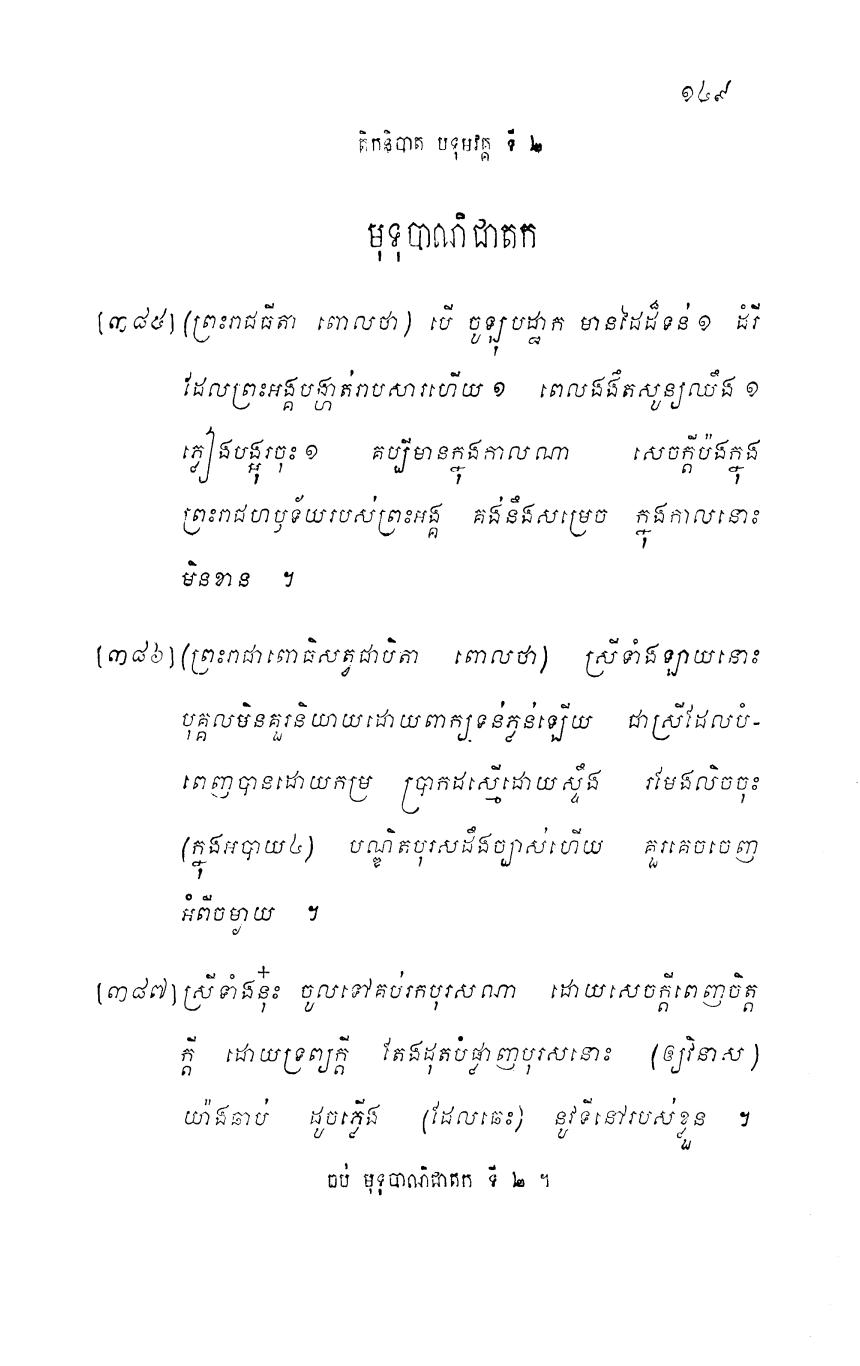 ១៤៩
តិកនិបាត បទុមវគ្គ ទី ២
មុទុបាណិជាតក
[៣៨៥] (ព្រះរាជធីតា ពោលថា) បើ ចូឡុបដ្ឋាក មានដៃដ៏ទន់ ១ ដំរី
ដែលព្រះអង្គបង្ហាត់រាបសារហើយ ១ ពេលងងឹតសូន្យឈឹង ១
ភ្លៀងបង្អុរចុះ ១ គប្បីមានក្នុងកាលណា សេចក្តីប៉ងក្នុង
ព្រះរាជហឫទ័យរបស់ព្រះអង្គ គង់នឹងសម្រេច ក្នុងកាលនោះ
មិនខាន ។
[៣៨៦] (ព្រះរាជាពោធិសត្វជាបិតា ពោលថា) ស្រីទាំងឡាយនោះ
បុគ្គលមិនគួរនិយាយដោយពាក្យទន់ភ្លន់ឡើយ ជាស្រីដែលបំ-
ពេញបានដោយកម្រ ប្រាកដស្មើដោយស្ទឹង រមែងលិចចុះ
(ក្នុងអបាយ៤) បណ្ឌិតបុរសដឹងច្បាស់ហើយ គួរគេចចេញ
អំពីចម្ងាយ ។
[៣៨៧] ស្រីទាំងនុ៎ះ ចូលទៅគប់រកបុរសណា ដោយសេចក្តីពេញចិត្ត
ក្តី ដោយទ្រព្យក្តី តែងដុតបំផ្លាញបុរសនោះ (ឲ្យវិនាស)
យ៉ាងឆាប់ ដូចភ្លើង (ដែលឆេះ) នូវទីនៅរបស់ខ្លួន ។
ចប់ មុទុបាណិជាតក ទី ២ ។